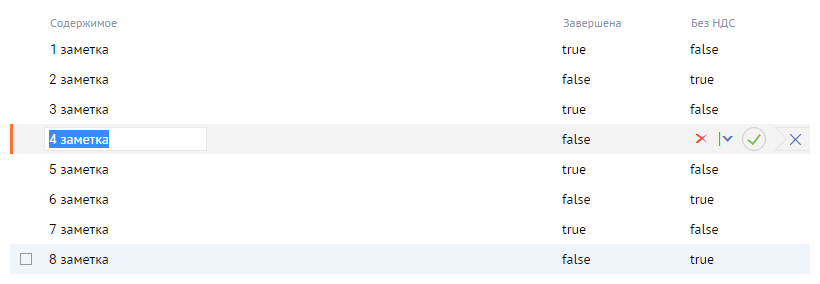 Содержимое Завершена Без НДС
1 заметка true false
2 заметка false true
3 заметка true false
4 заметка false
5 заметка true false
6 заметка false true
7 заметка true false
8 заметка false true